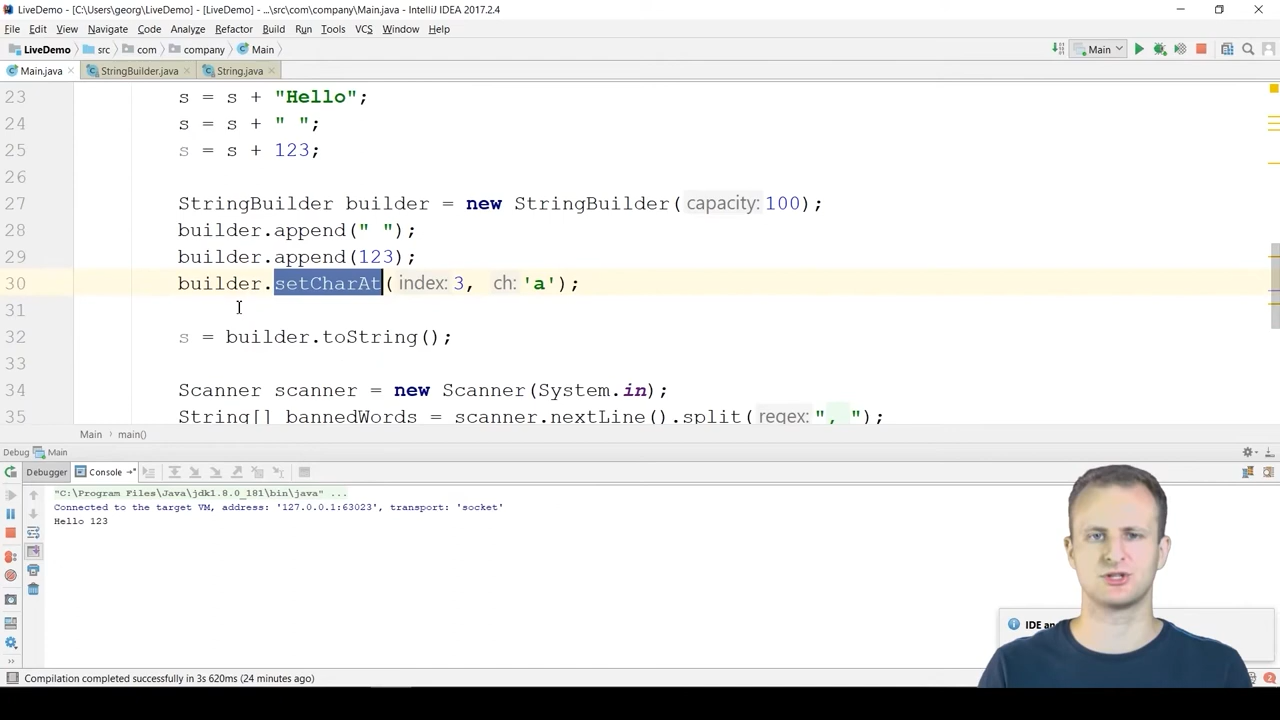 LiveDemo - [C:\Users\georg\LiveDemo] - [LiveDemo] - ...\src\com\company\Main.java - IntelliJ IDEA 2017.2.4
File Edit View Navigate Code Analyze Refactor Build Run Tools VCS Window Help
LiveDemo src com company Main Main
Main.java StringBuilder.java String.java
23 s = s + "Hello";
24 s = s + " ";
25 s = s + 123;
26
27 StringBuilder builder = new StringBuilder( capacity: 100);
28 builder.append(" ");
29 builder.append(123);
30 builder.setCharAt( index: 3, ch: 'a');
31
32 s = builder.toString();
33
34 Scanner scanner = new Scanner(System.in);
35 String[] bannedWords = scanner.nextLine().split( regex: ", ");
Main main()
Debug Main
Debugger Console
"C:\Program Files\Java\jdk1.8.0_181\bin\java" ...
Connected to the target VM, address: '127.0.0.1:63023', transport: 'socket'
Hello 123
IDE
Compilation completed successfully in 3s 620ms (24 minutes ago)
2